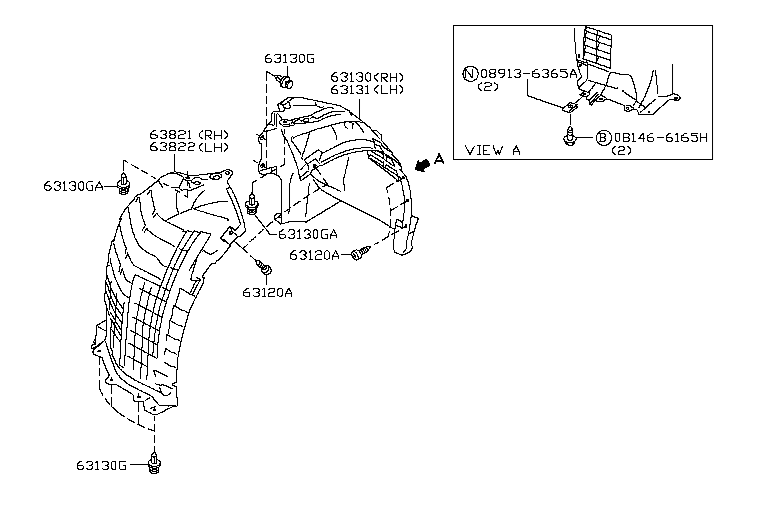 63130G
63130(RH)
63131(LH)
N08913-6365A
(2)
B08146-6165H
(2)
VIEW A
63821 (RH)
63822(LH)
A
63130GA
63130GA
63120A
63120A
63130G